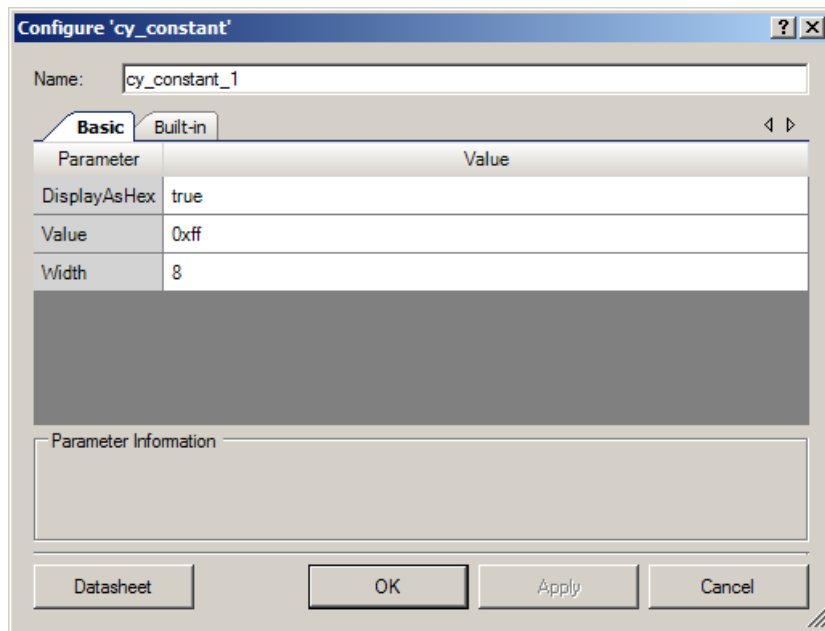 Configure 'cy_constant'
Name: cy_constant_1
Basic Built-in
Parameter Value
DisplayAsHex true
Value 0xff
Width 8
Parameter Information
Datasheet OK Apply Cancel